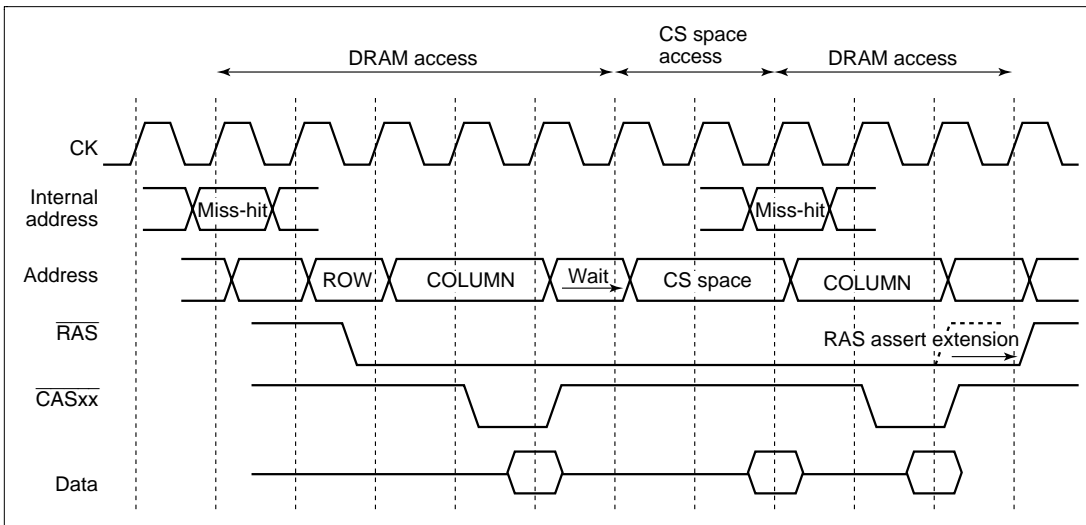 CS space
access
DRAM access
DRAM access
CK
Internal
address
Miss-hit
Miss-hit
Address
ROW
COLUMN
Wait
CS space
COLUMN
RAS
RAS assert extension
CASxx
Data